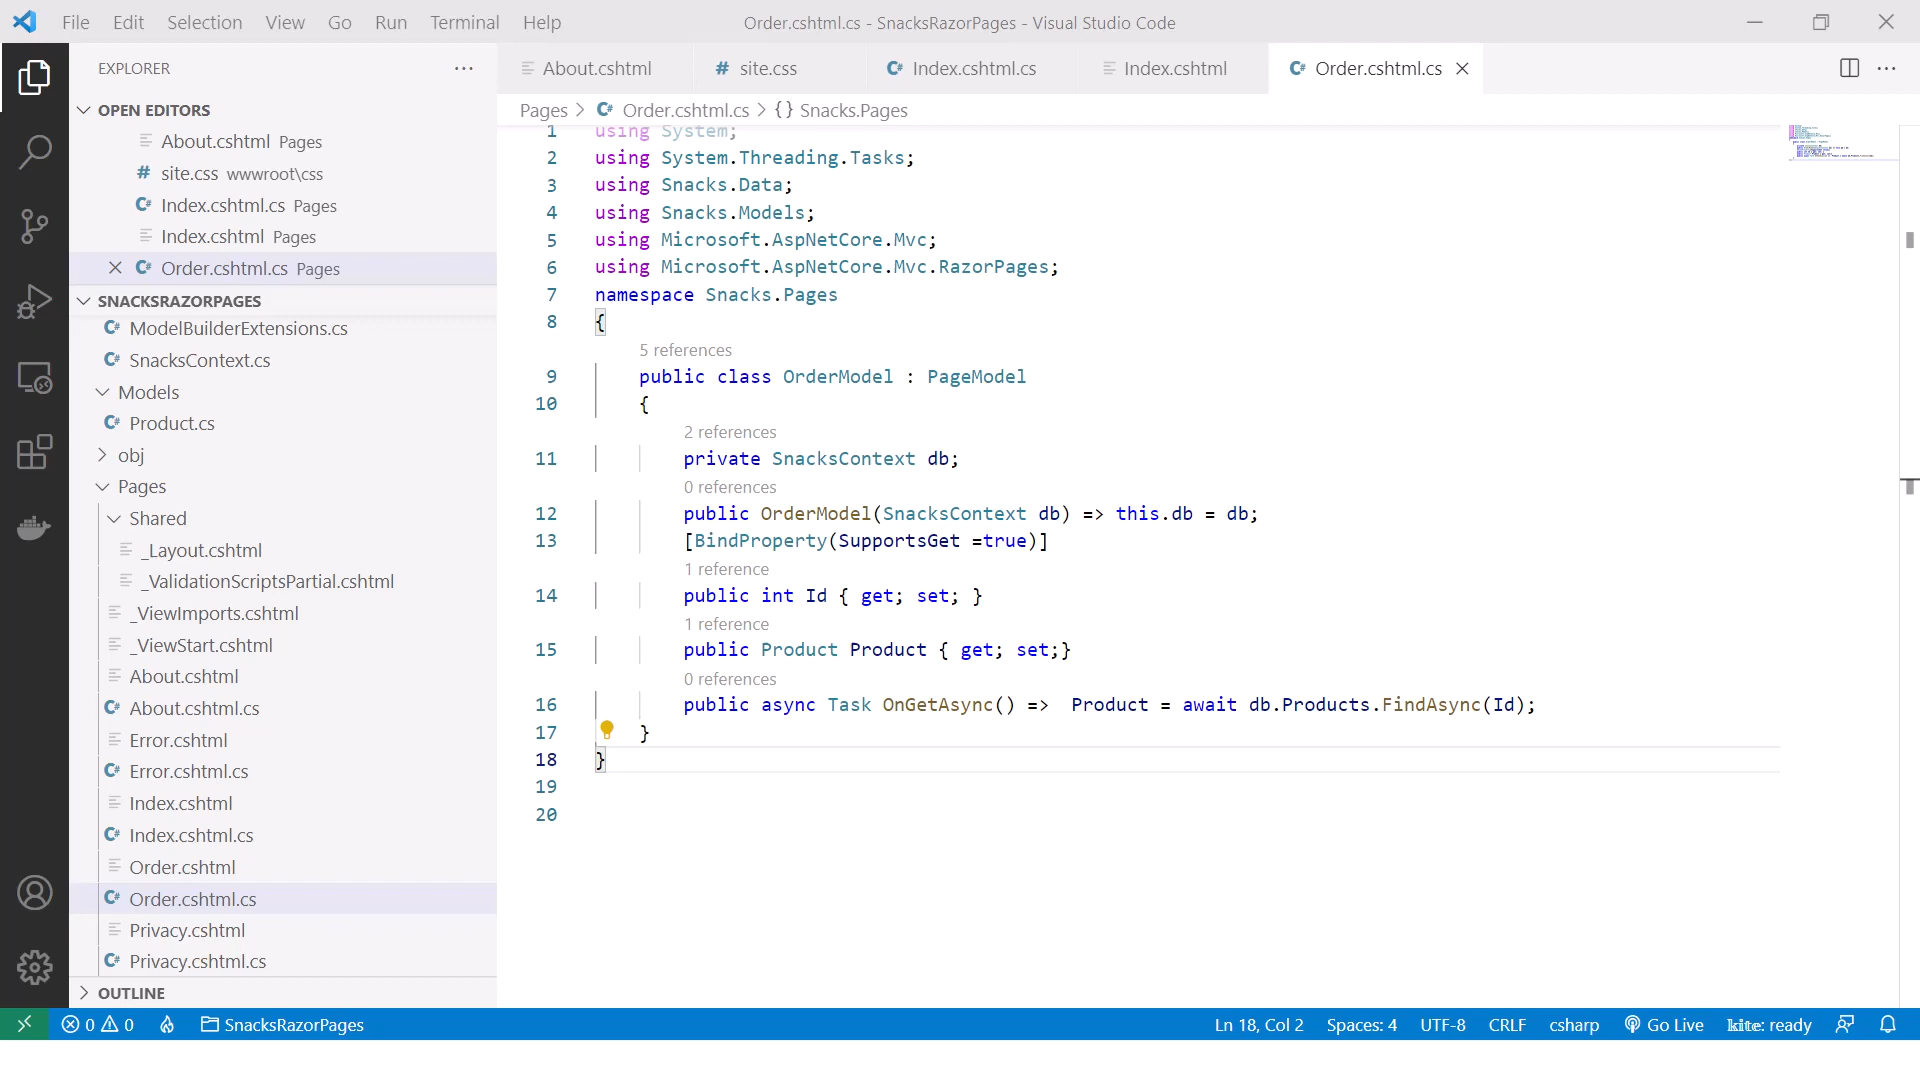 File Edit Selection View Go Run Terminal Help
Order.cshtml.cs - SnacksRazorPages - Visual Studio Code
EXPLORER
OPEN EDITORS
About.cshtml Pages
# site.css wwwroot\css
C# Index.cshtml.cs Pages
Index.cshtml Pages
C# Order.cshtml.cs Pages
SNACKSRAZORPAGES
C# ModelBuilderExtensions.cs
C# SnacksContext.cs
Models
C# Product.cs
obj
Pages
Shared
_Layout.cshtml
_ValidationScriptsPartial.cshtml
_ViewImports.cshtml
_ViewStart.cshtml
About.cshtml
C# About.cshtml.cs
Error.cshtml
C# Error.cshtml.cs
Index.cshtml
C# Index.cshtml.cs
Order.cshtml
C# Order.cshtml.cs
Privacy.cshtml
C# Privacy.cshtml.cs
OUTLINE
About.cshtml # site.css C# Index.cshtml.cs Index.cshtml C# Order.cshtml.cs
Pages > C# Order.cshtml.cs > {} Snacks.Pages
1 using System;
2 using System.Threading.Tasks;
3 using Snacks.Data;
4 using Snacks.Models;
5 using Microsoft.AspNetCore.Mvc;
6 using Microsoft.AspNetCore.Mvc.RazorPages;
7 namespace Snacks.Pages
8 {
5 references
9 public class OrderModel : PageModel
10 {
2 references
11 private SnacksContext db;
0 references
12 public OrderModel(SnacksContext db) => this.db = db;
13 [BindProperty(SupportsGet =true)]
1 reference
14 public int Id { get; set; }
1 reference
15 public Product Product { get; set;}
0 references
16 public async Task OnGetAsync() =>  Product = await db.Products.FindAsync(Id);
17 }
18 }
19
20
0 0 SnacksRazorPages
Ln 18, Col 2 Spaces: 4 UTF-8 CRLF csharp Go Live kite: ready